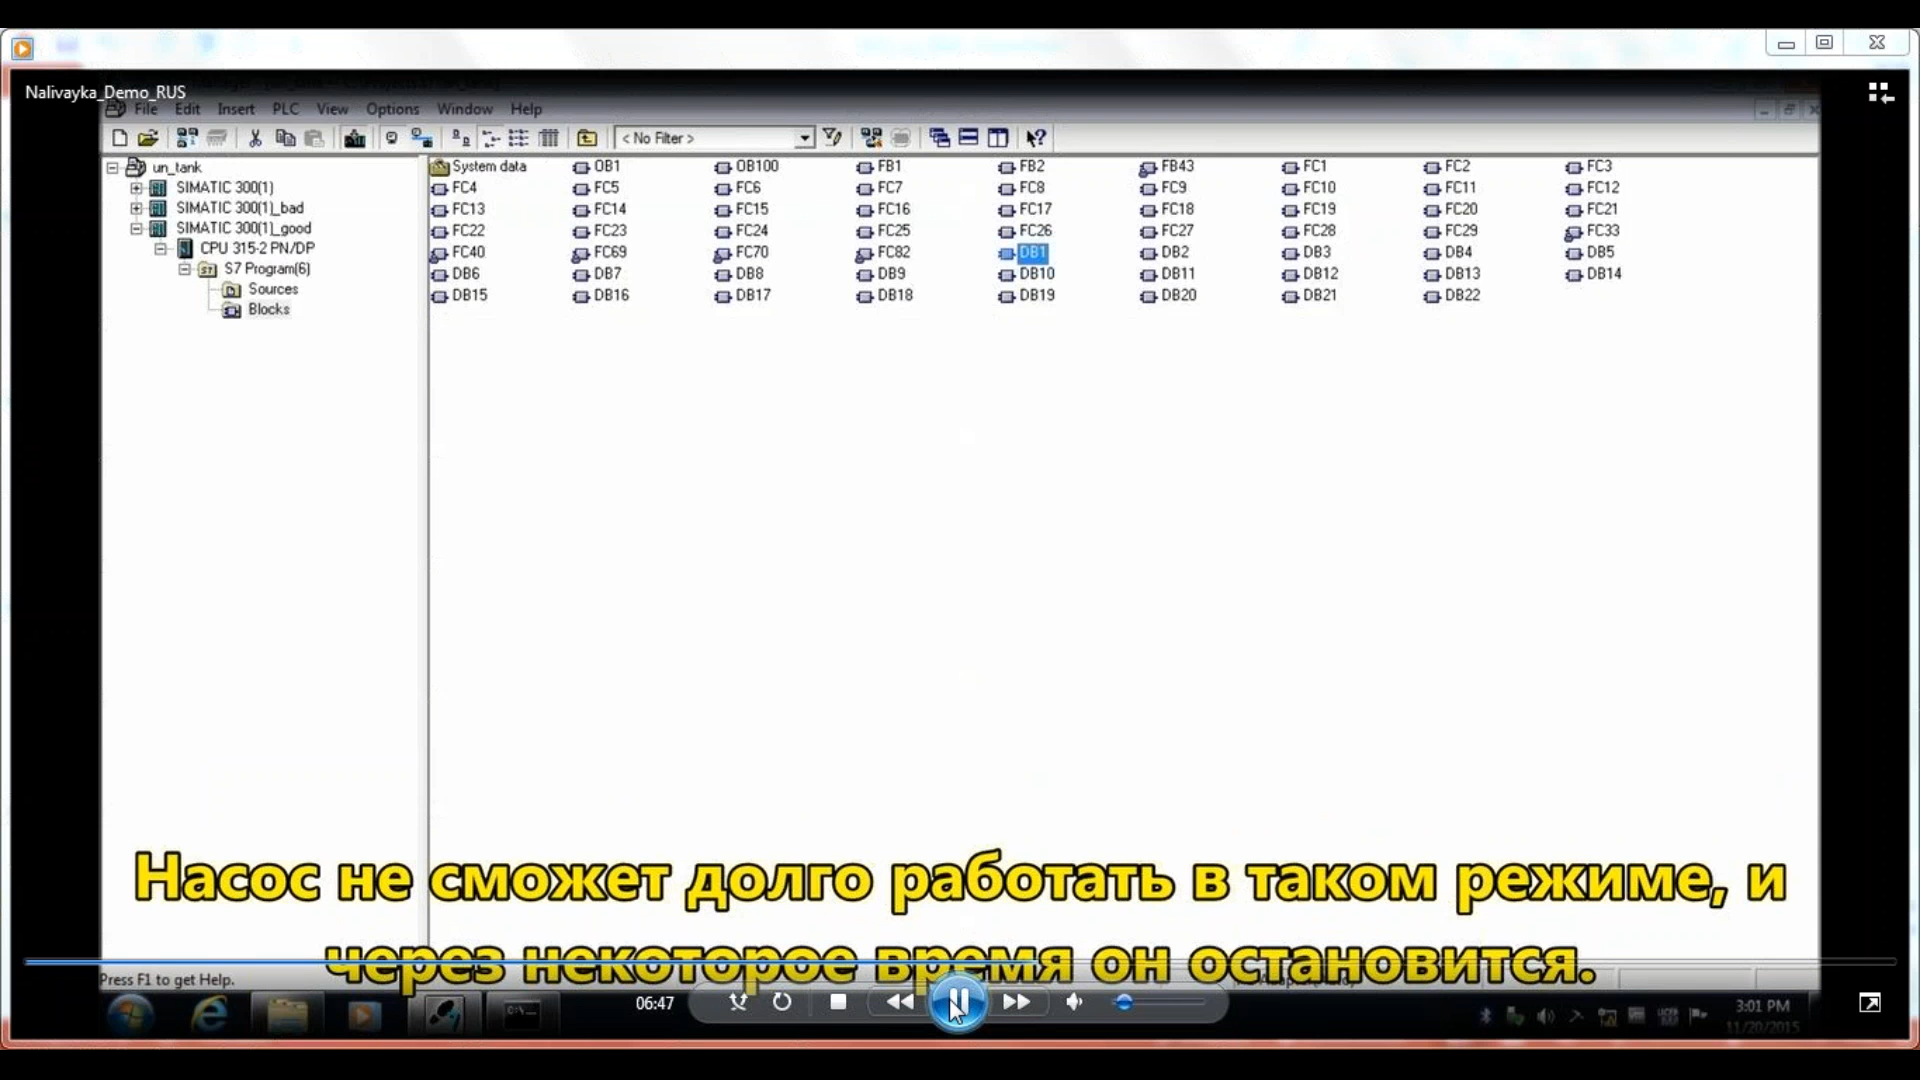 Nalivayka_Demo_RUS
File Edit Insert PLC View Options Window Help
< No Filter >
un_tank
SIMATIC 300(1)
SIMATIC 300(1)_bad
SIMATIC 300(1)_good
CPU 315-2 PN/DP
S7 Program(6)
Sources
Blocks
System data OB1 OB100 FB1 FB2 FB43 FC1 FC2 FC3
FC4 FC5 FC6 FC7 FC8 FC9 FC10 FC11 FC12
FC13 FC14 FC15 FC16 FC17 FC18 FC19 FC20 FC21
FC22 FC23 FC24 FC25 FC26 FC27 FC28 FC29 FC33
FC40 FC69 FC70 FC82 DB1 DB2 DB3 DB4 DB5
DB6 DB7 DB8 DB9 DB10 DB11 DB12 DB13 DB14
DB15 DB16 DB17 DB18 DB19 DB20 DB21 DB22
Насос не сможет долго работать в таком режиме, и
через некоторое время он остановится.
Press F1 to get Help.
06:47
3:01 PM
11/20/2015